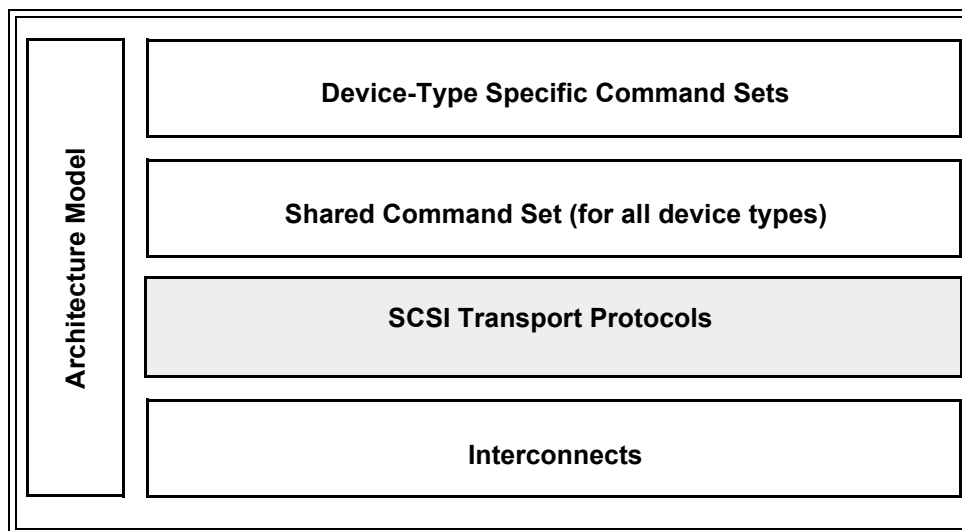 Architecture Model
Device-Type Specific Command Sets
Shared Command Set (for all device types)
SCSI Transport Protocols
Interconnects